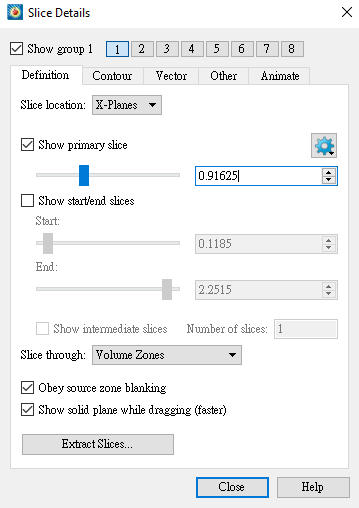 Slice Details
Show group 1 1 2 3 4 5 6 7 8
Definition Contour Vector Other Animate
Slice location: X-Planes
Show primary slice
0.91625
Show start/end slices
Start:
0.1185
End:
2.2515
Show intermediate slices Number of slices: 1
Slice through: Volume Zones
Obey source zone blanking
Show solid plane while dragging (faster)
Extract Slices...
Close Help